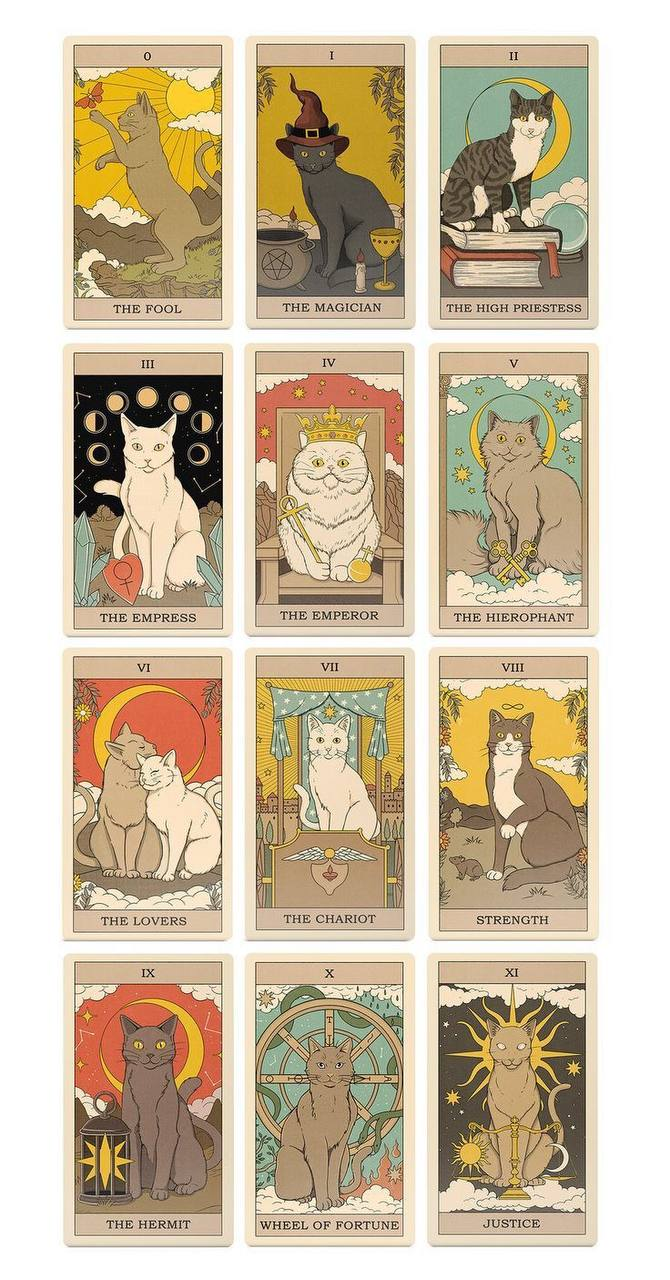 0
THE FOOL
I
THE MAGICIAN
II
THE HIGH PRIESTESS
III
THE EMPRESS
IV
THE EMPEROR
V
THE HIEROPHANT
VI
THE LOVERS
VII
THE CHARIOT
VIII
STRENGTH
IX
THE HERMIT
X
WHEEL OF FORTUNE
XI
JUSTICE